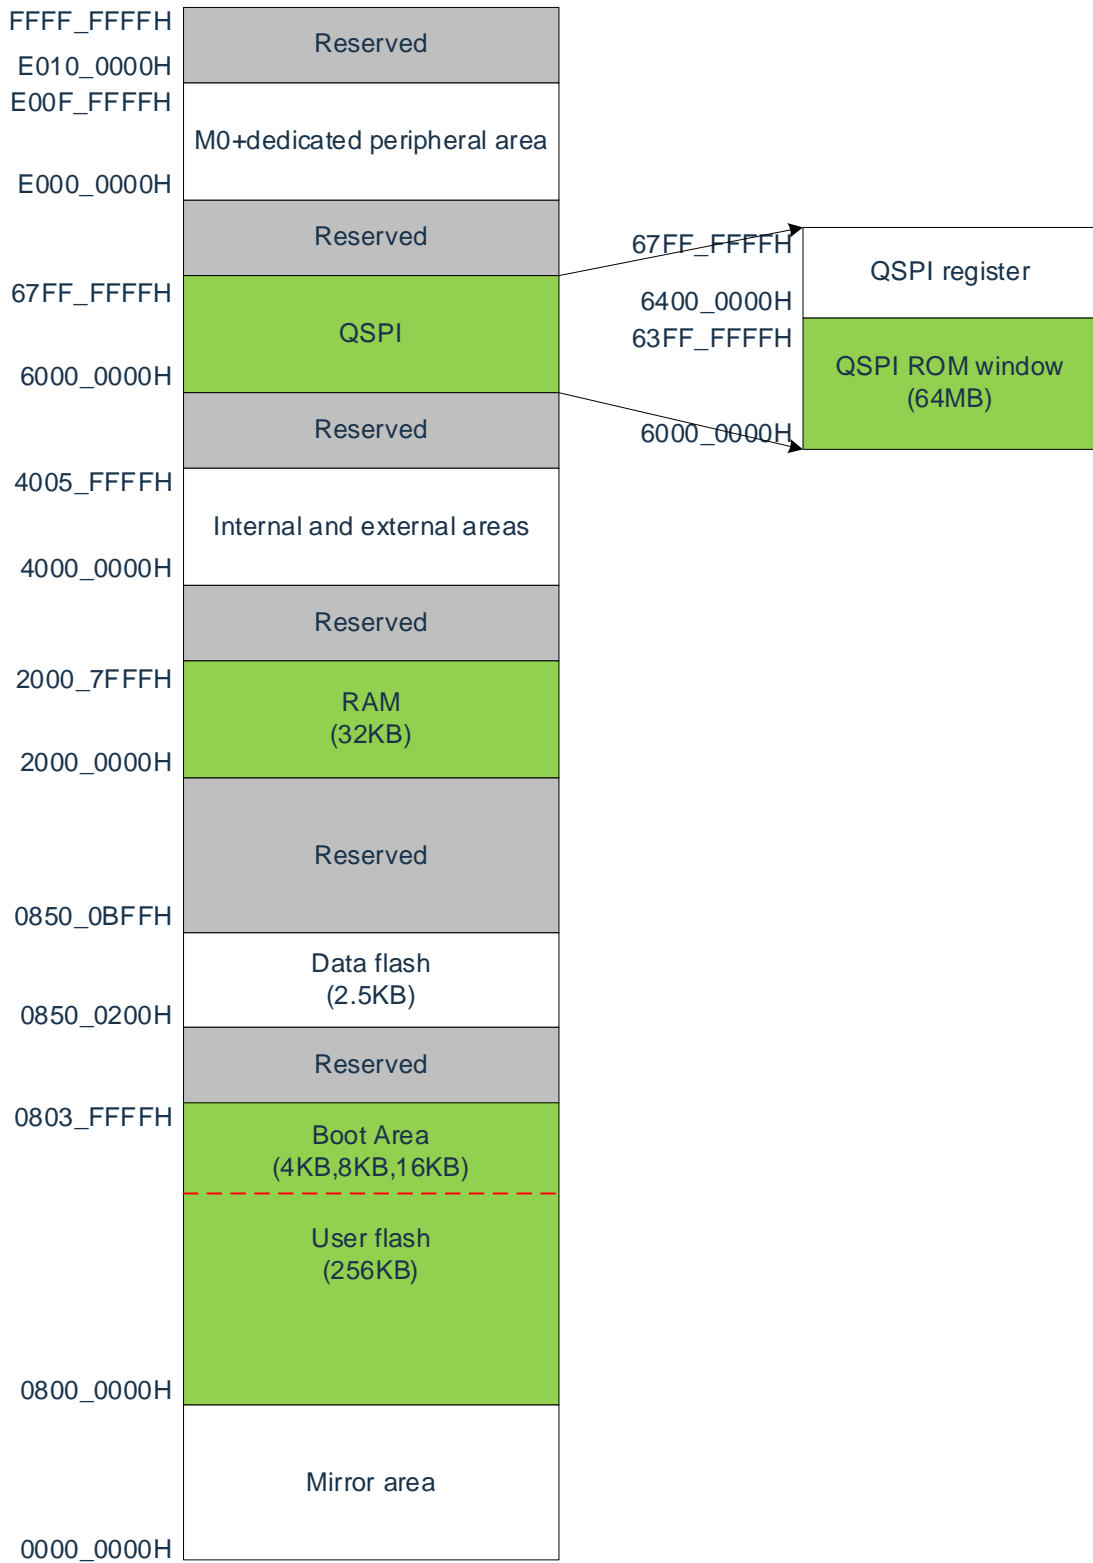 FFFF_FFFFH
Reserved
E010_0000H
E00F_FFFFH
M0+dedicated peripheral area
E000_0000H
Reserved
67FF_FFFFH
QSPI
6000_0000H
Reserved
4005_FFFFH
Internal and external areas
4000_0000H
Reserved
2000_7FFFH
RAM
(32KB)
2000_0000H
Reserved
0850_0BFFH
Data flash
(2.5KB)
0850_0200H
Reserved
0803_FFFFH
Boot Area
(4KB,8KB,16KB)
User flash
(256KB)
0800_0000H
Mirror area
0000_0000H
67FF_FFFFH
QSPI register
6400_0000H
63FF_FFFFH
QSPI ROM window
(64MB)
6000_0000H